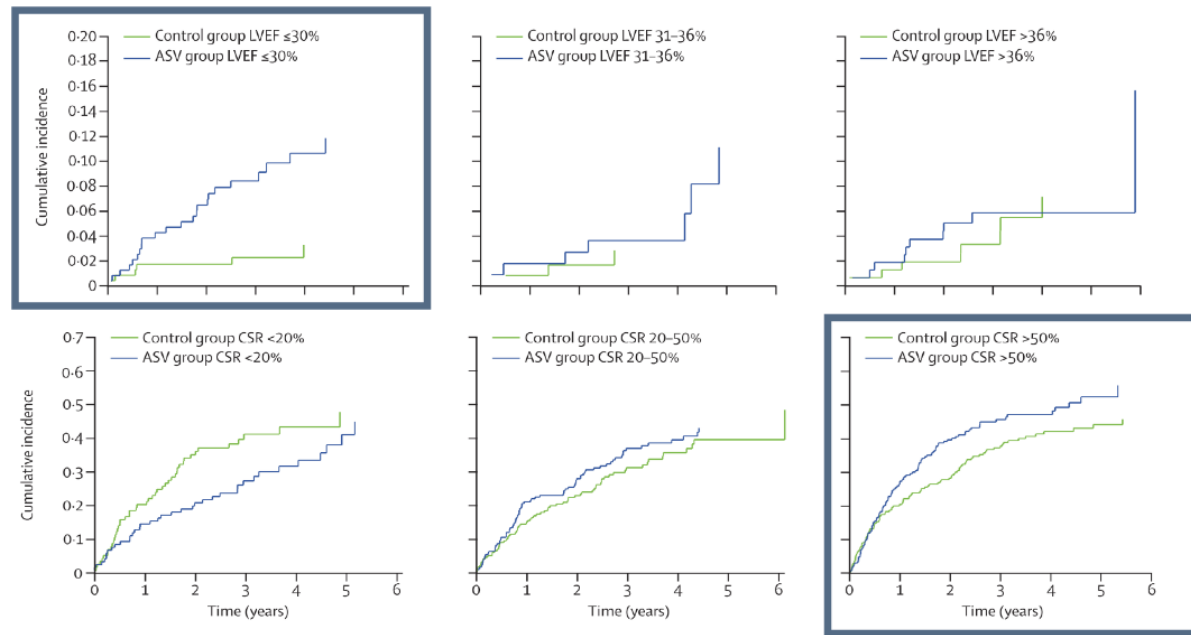 Control group LVEF ≤30%
ASV group LVEF ≤30%
0·20
0·18
0·16
0·14
0·12
0·10
0·08
0·06
0·04
0·02
0
Cumulative incidence
Control group LVEF 31–36%
ASV group LVEF 31–36%
Control group LVEF >36%
ASV group LVEF >36%
Control group CSR <20%
ASV group CSR <20%
0·7
0·6
0·5
0·4
0·3
0·2
0·1
0
Cumulative incidence
0 1 2 3 4 5 6
Time (years)
Control group CSR 20–50%
ASV group CSR 20–50%
0 1 2 3 4 5 6
Time (years)
Control group CSR >50%
ASV group CSR >50%
0 1 2 3 4 5 6
Time (years)